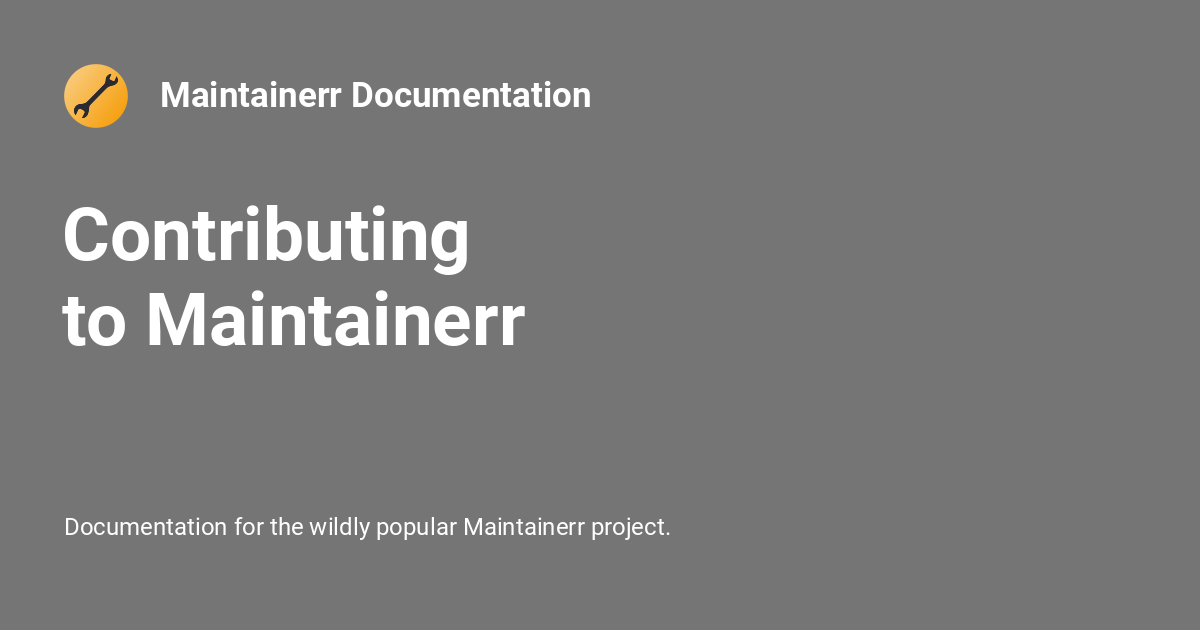 Maintainerr Documentation
Contributing
to Maintainerr
Documentation for the wildly popular Maintainerr project.